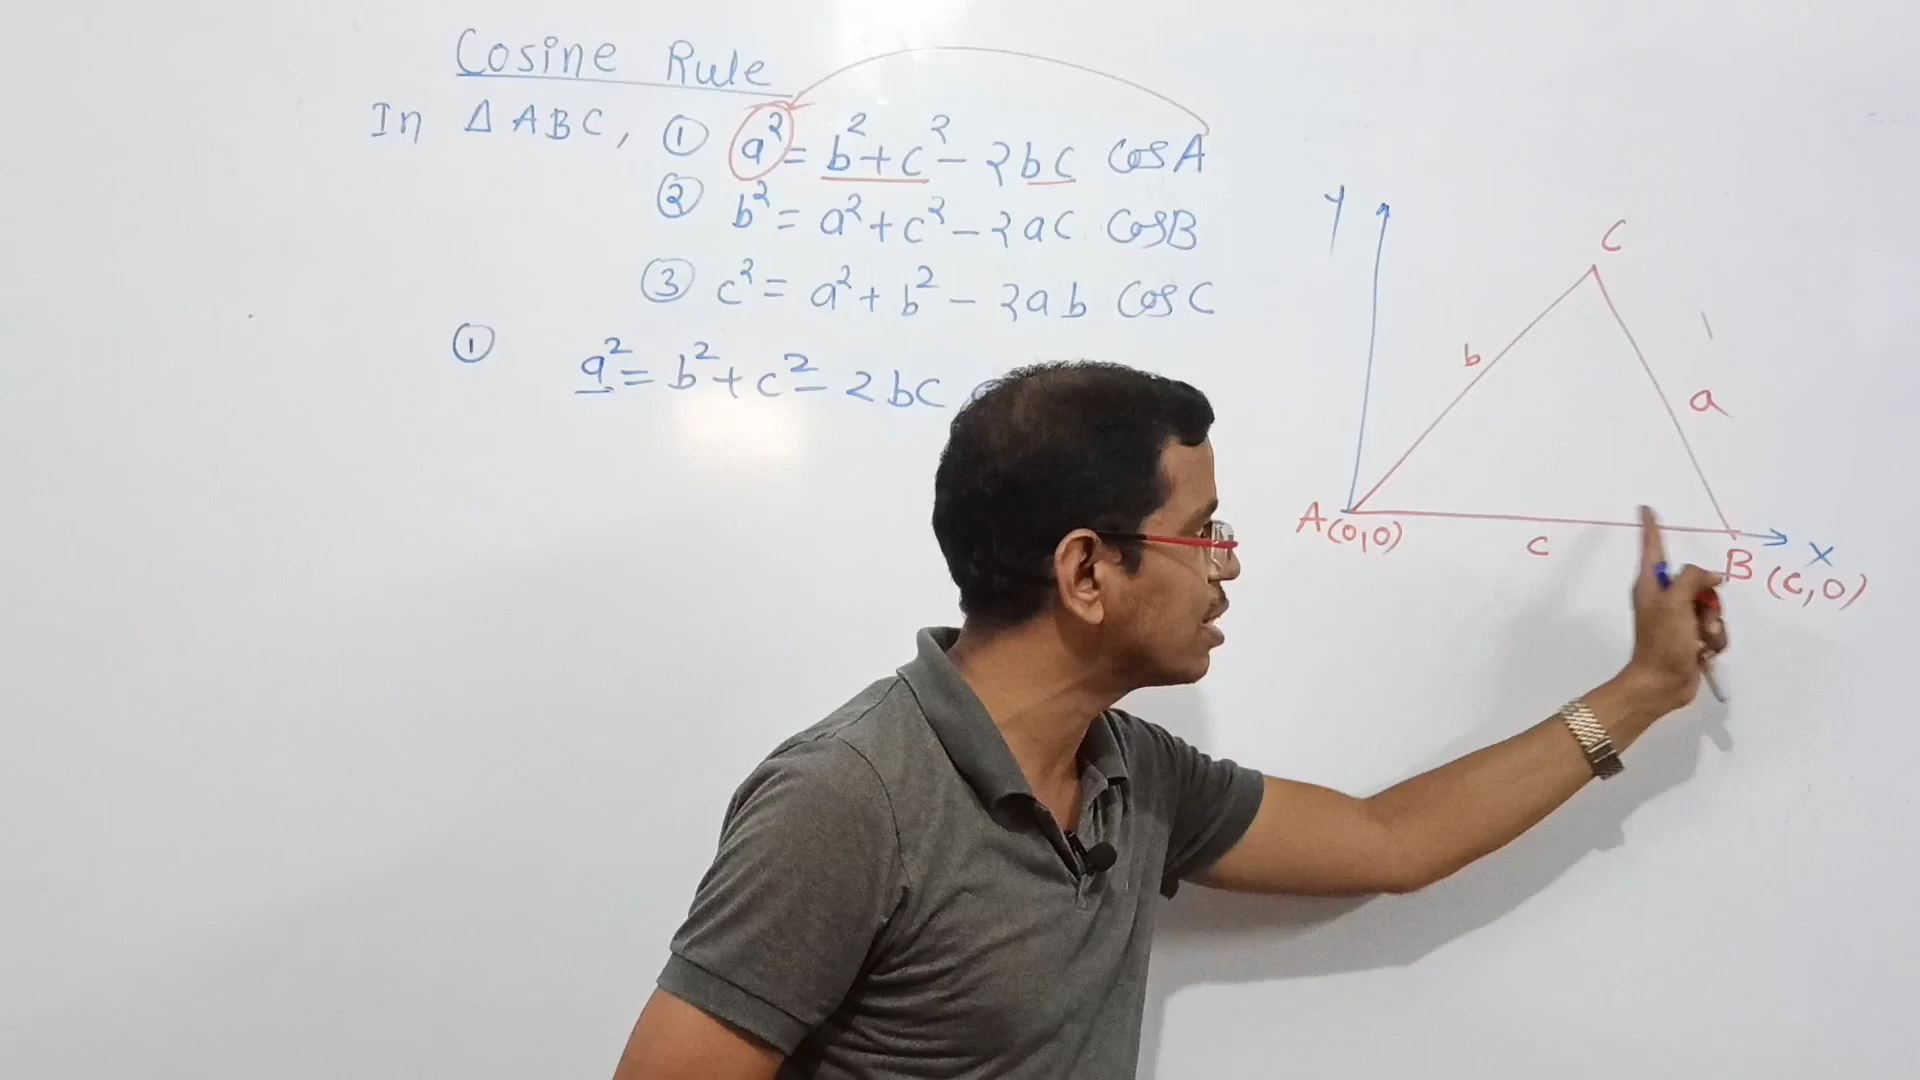 Cosine Rule
In Δ ABC, ① a² = b² + c² - 2bc cosA
② b² = a² + c² - 2ac cosB
③ c² = a² + b² - 2ab cosC
① a² = b² + c² - 2bc
Y
C
b
a
A(0,0)
c
X
B (c,0)